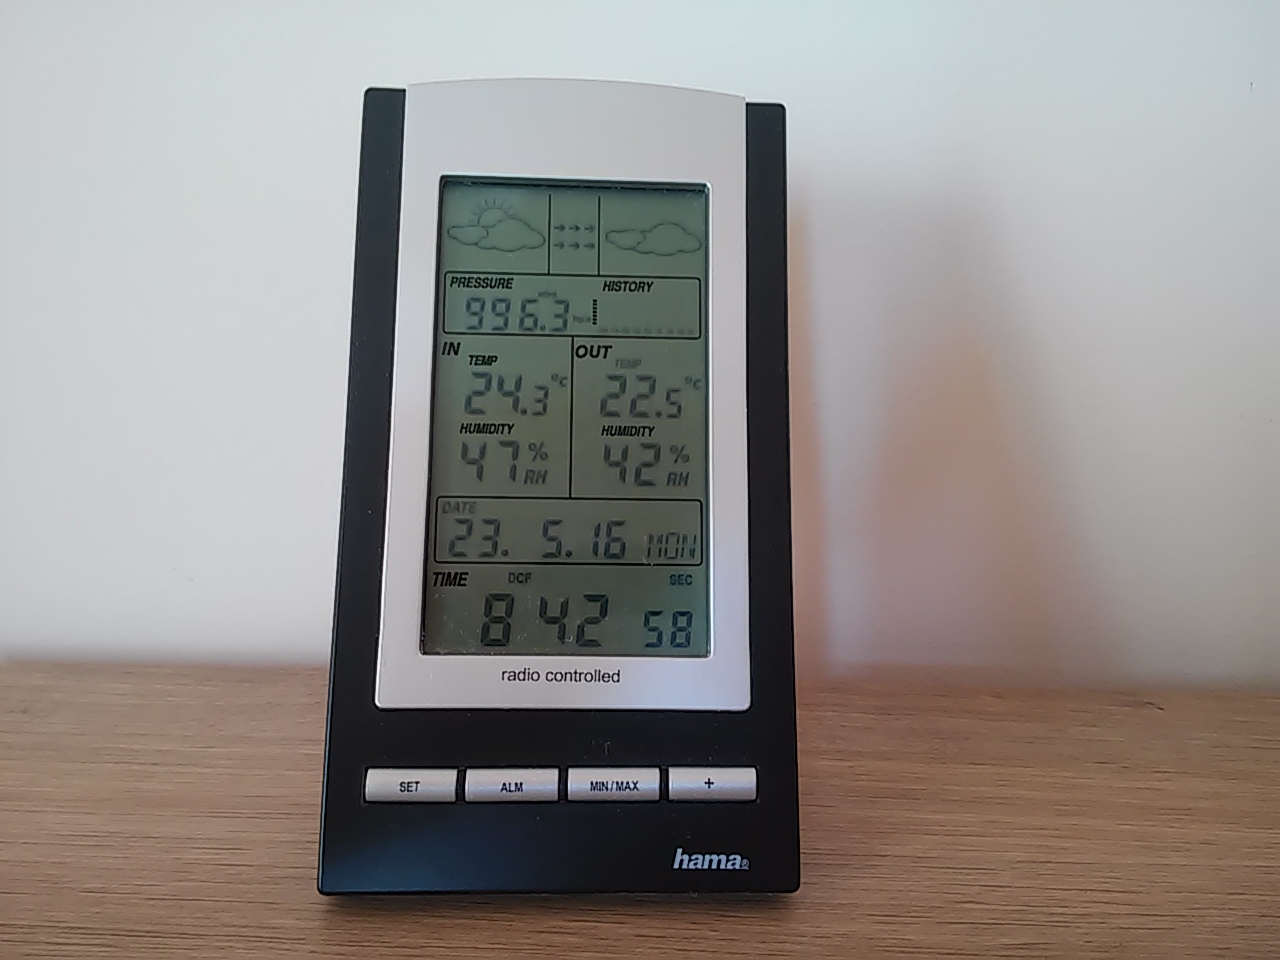 PRESSURE HISTORY
996.3
IN OUT
TEMP TEMP
24.3 °C 22.5 °C
HUMIDITY HUMIDITY
47 % RH 42 % RH
DATE
23. 5.16 MON
TIME DCF SEC
8 42 58
radio controlled
SET ALM MIN/MAX +
hama®